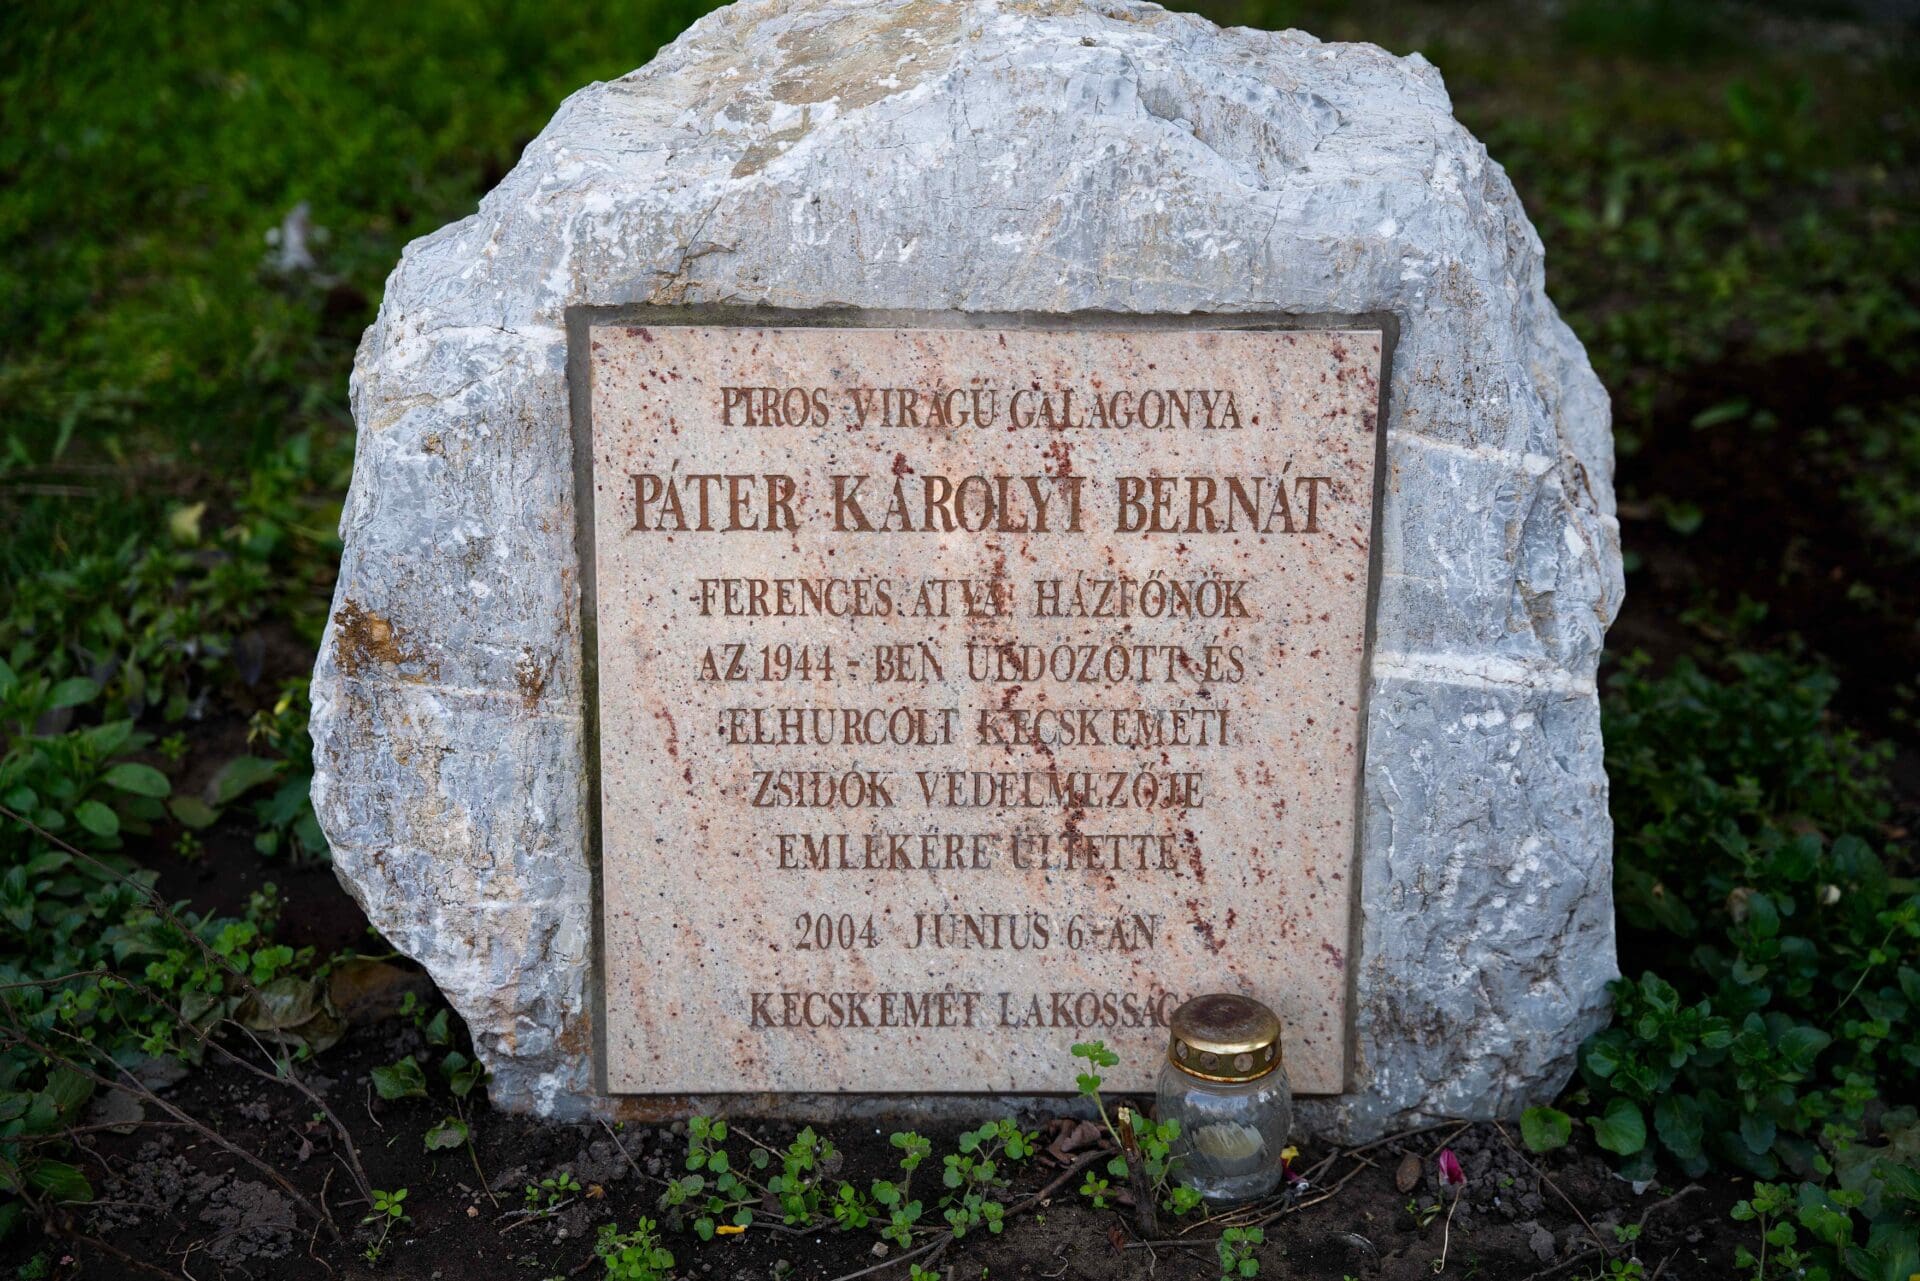 PIROS VIRÁGÚ GALAGONYA
PÁTER KÁROLYI BERNÁT
FERENCES ATYA HÁZFŐNÖK
AZ 1944-BEN ÜLDÖZÖTT ÉS
ELHURCOLT KECSKEMÉTI
ZSIDÓK VÉDELMEZŐJE
EMLÉKÉRE ÜLTETTE
2004 JÚNIUS 6-ÁN
KECSKEMÉT LAKOSSÁGA